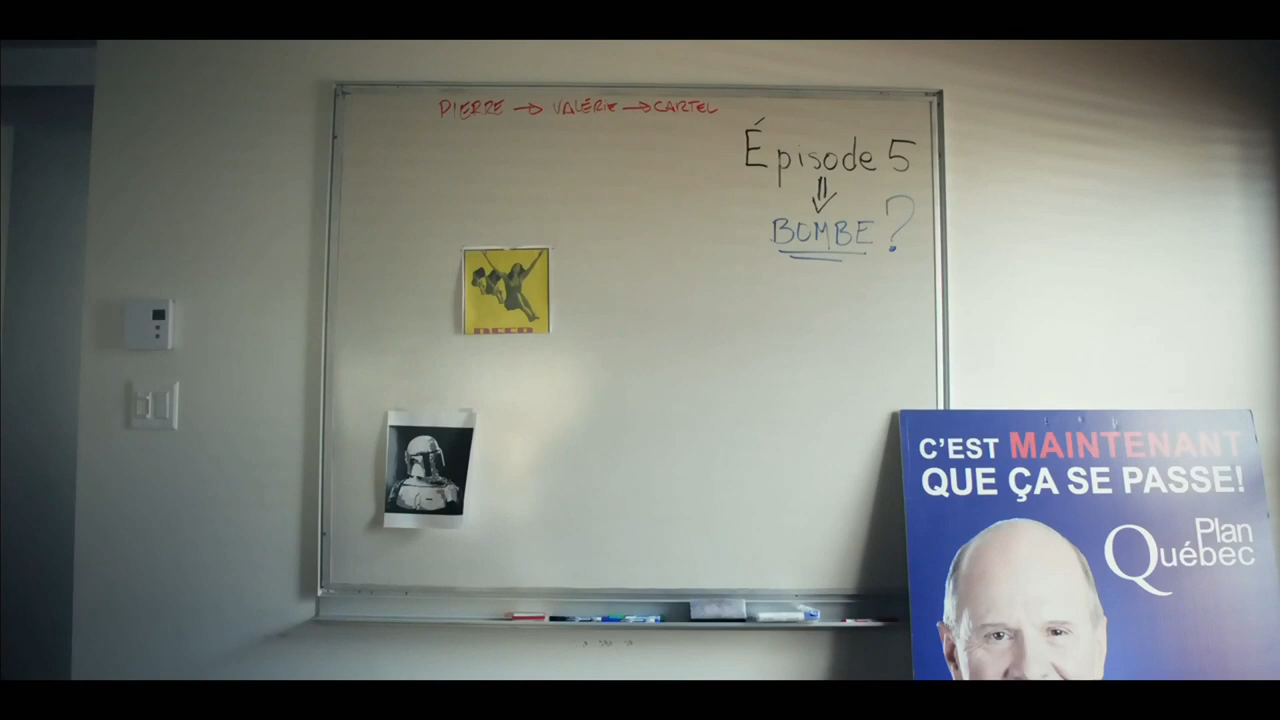 PIERRE → VALÉRIE → CARTEL
Épisode 5
⇓
BOMBE ?
C'EST MAINTENANT
QUE ÇA SE PASSE!
Plan
Québec